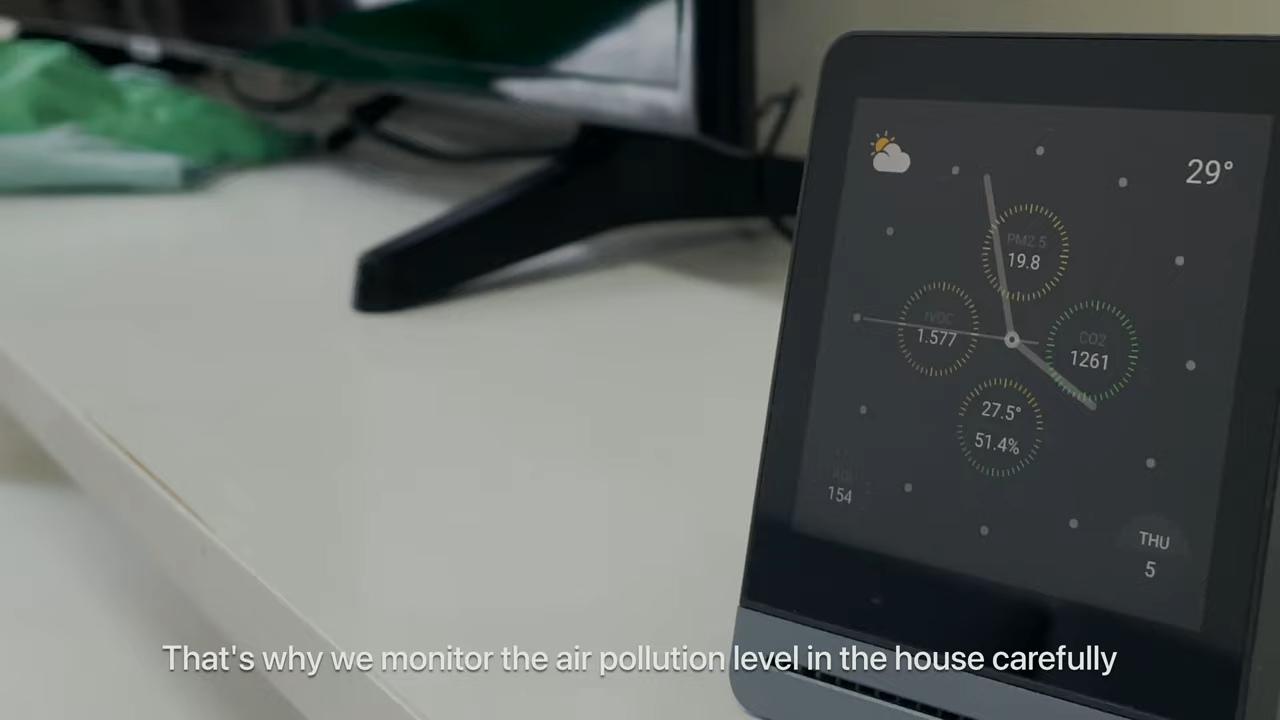 29°
PM2.5
19.8
tVOC
1.577
CO2
1261
27.5°
51.4%
AQI
154
THU
5
That's why we monitor the air pollution level in the house carefully